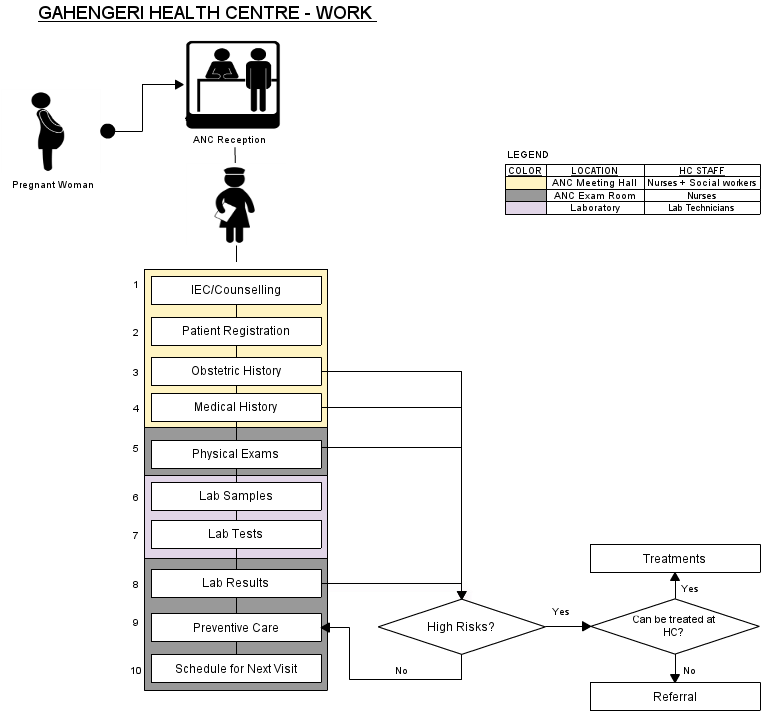 GAHENGERI HEALTH CENTRE - WORK
ANC Reception
Pregnant Woman
LEGEND
COLOR LOCATION HC STAFF
ANC Meeting Hall Nurses + Social workers
ANC Exam Room Nurses
Laboratory Lab Technicians
1 IEC/Counselling
2 Patient Registration
3 Obstetric History
4 Medical History
5 Physical Exams
6 Lab Samples
7 Lab Tests
8 Lab Results
9 Preventive Care
10 Schedule for Next Visit
High Risks?
No
Yes
Can be treated at
HC?
Yes
Treatments
No
Referral